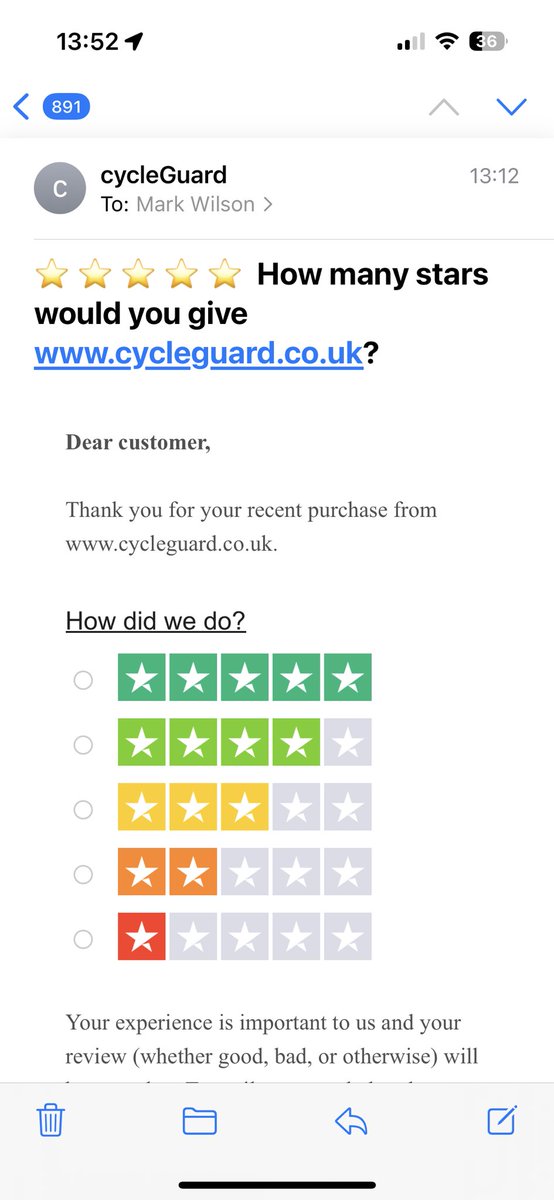 13:52
36
891
C
cycleGuard
13:12
To: Mark Wilson
How many stars
would you give
www.cycleguard.co.uk?
Dear customer,
Thank you for your recent purchase from
www.cycleguard.co.uk.
How did we do?
Your experience is important to us and your
review (whether good, bad, or otherwise) will